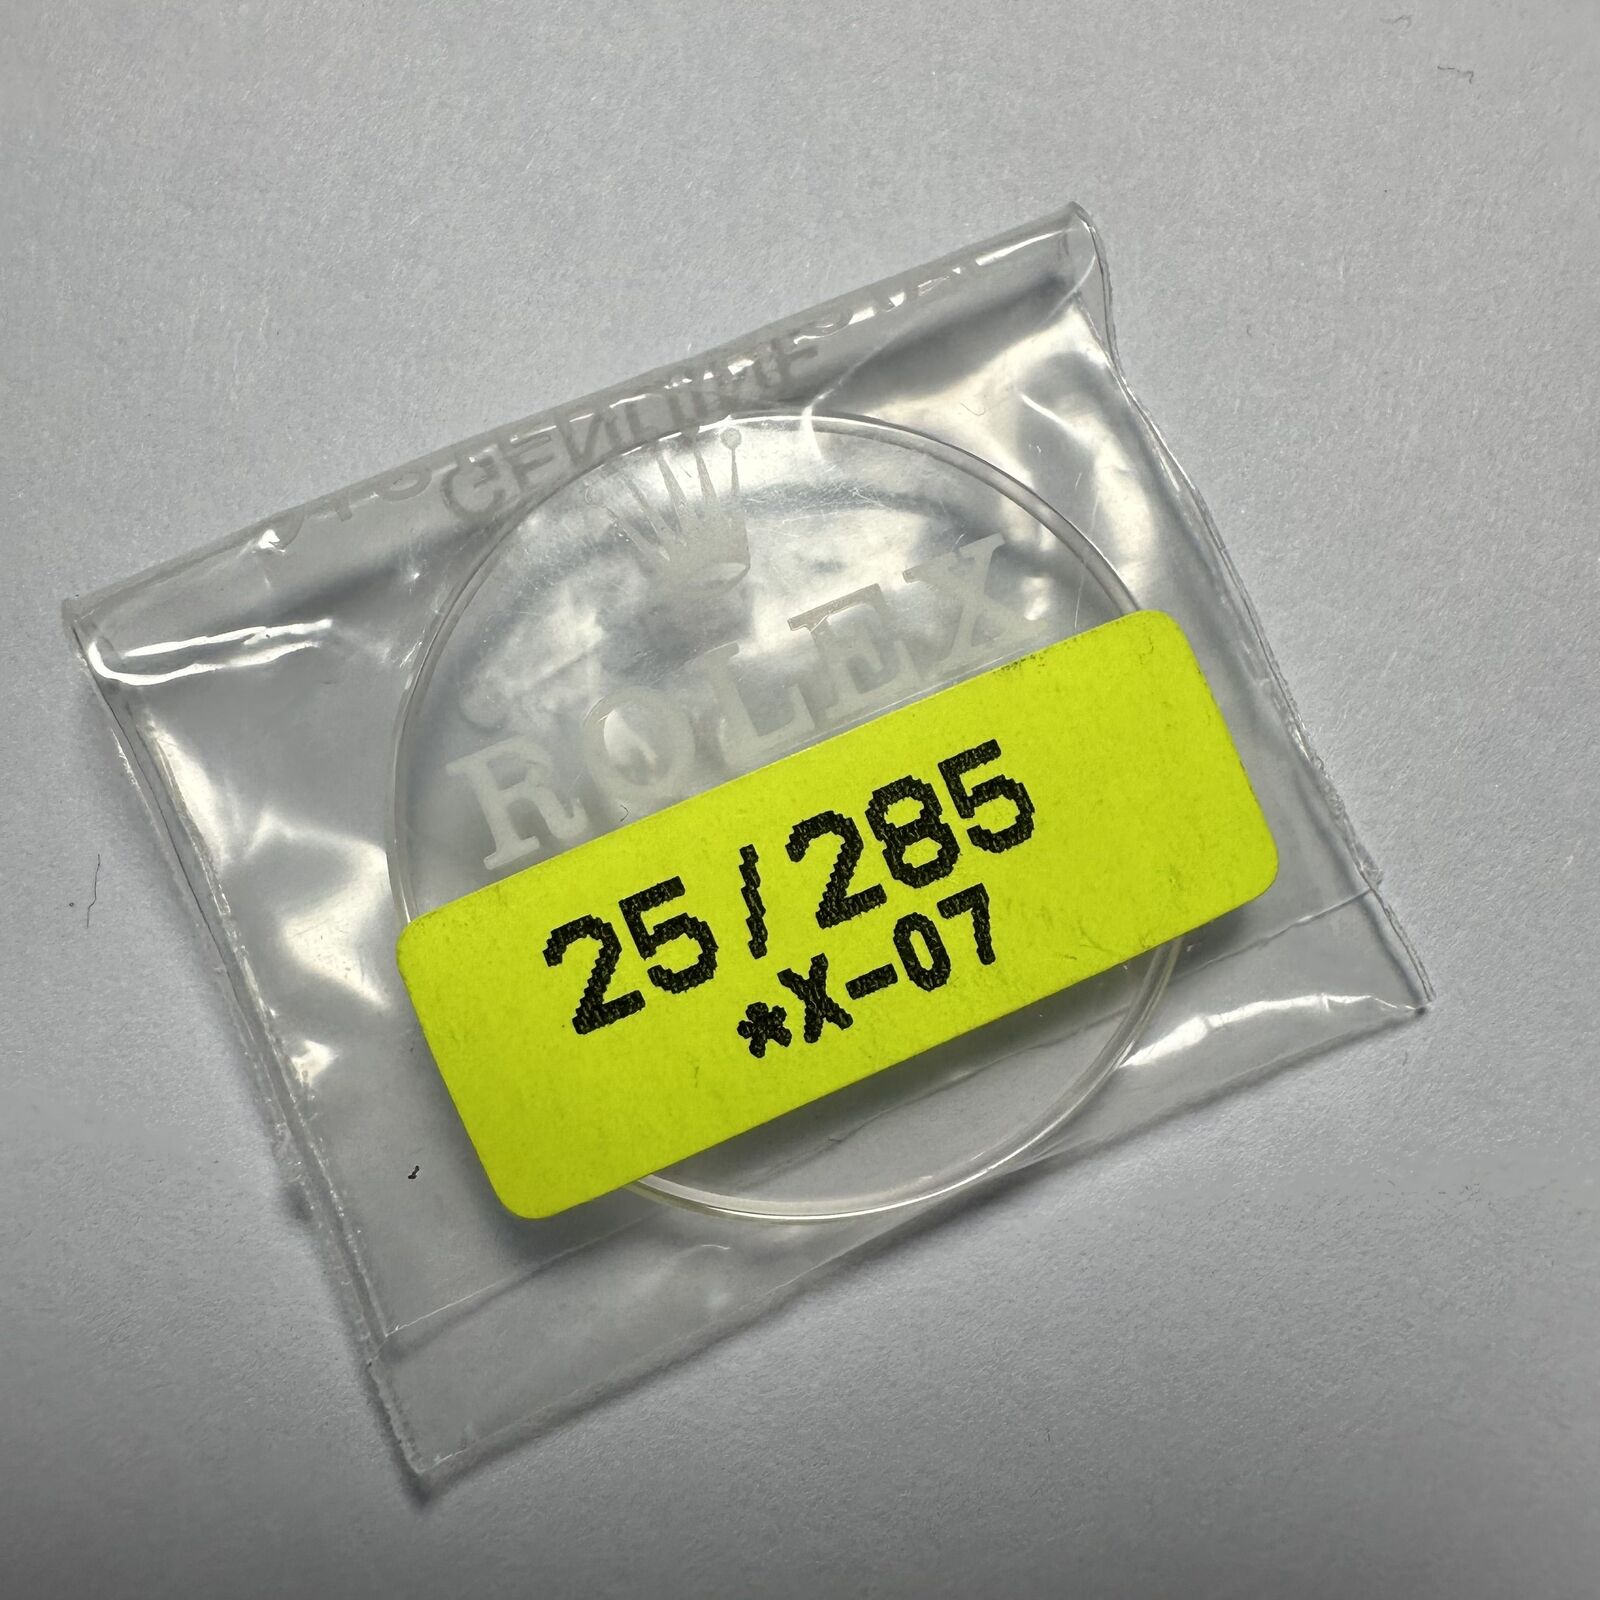 GENUINE
ROLEX
25/285
*X-07